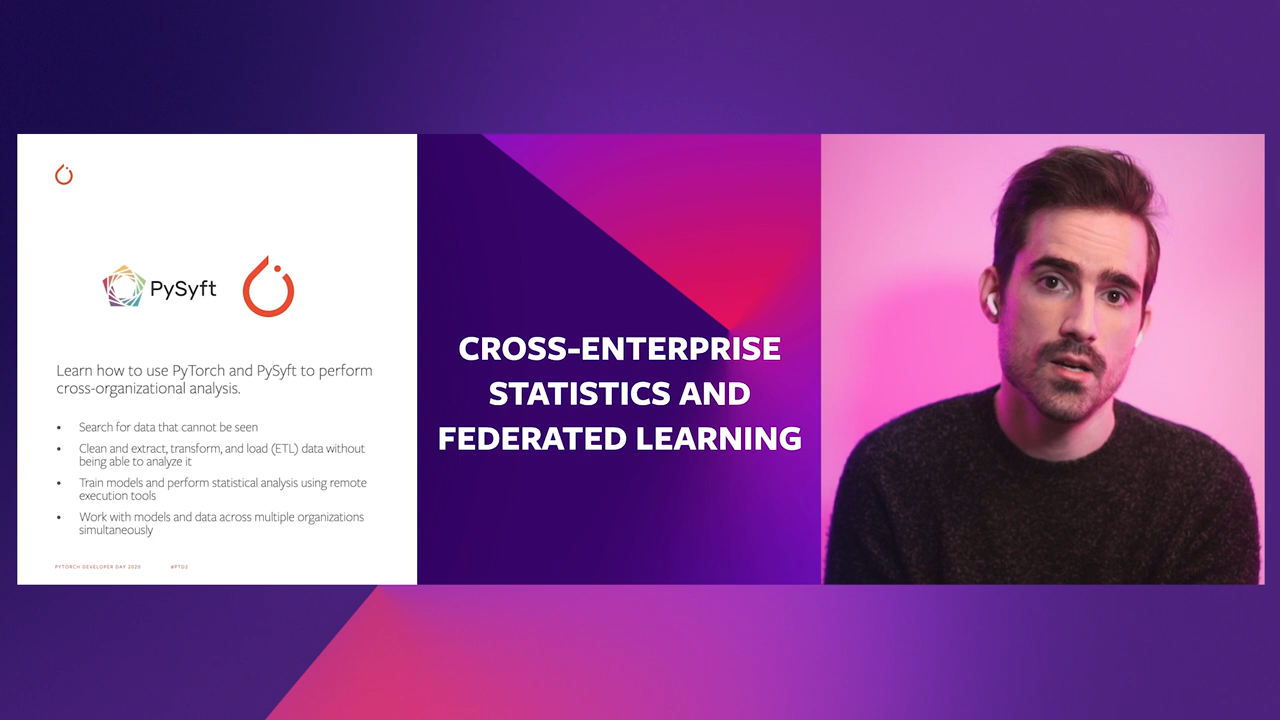 PySyft
Learn how to use PyTorch and PySyft to perform
cross-organizational analysis.
• Search for data that cannot be seen
• Clean and extract, transform, and load (ETL) data without
being able to analyze it
• Train models and perform statistical analysis using remote
execution tools
• Work with models and data across multiple organizations
simultaneously
PYTORCH DEVELOPER DAY 2020 #PTD2
CROSS-ENTERPRISE
STATISTICS AND
FEDERATED LEARNING